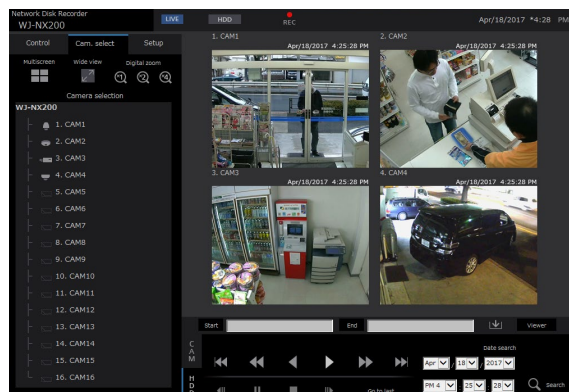 Network Disk Recorder
WJ-NX200
LIVE
HDD
REC
Apr/18/2017 *4:28 PM
Control
Cam. select
Setup
Multiscreen
Wide view
Digital zoom
x1
x2
x4
Camera selection
WJ-NX200
1. CAM1
2. CAM2
3. CAM3
4. CAM4
5. CAM5
6. CAM6
7. CAM7
8. CAM8
9. CAM9
10. CAM10
11. CAM11
12. CAM12
13. CAM13
14. CAM14
15. CAM15
16. CAM16
1. CAM1
Apr/18/2017 4:25:28 PM
2. CAM2
Apr/18/2017 4:25:28 PM
3. CAM3
Apr/18/2017 4:25:28 PM
4. CAM4
Apr/18/2017 4:25:28 PM
Start
End
Viewer
CAM
HDD
Date search
Apr / 18 / 2017
PM 4 : 25 : 28
Search
Go to last